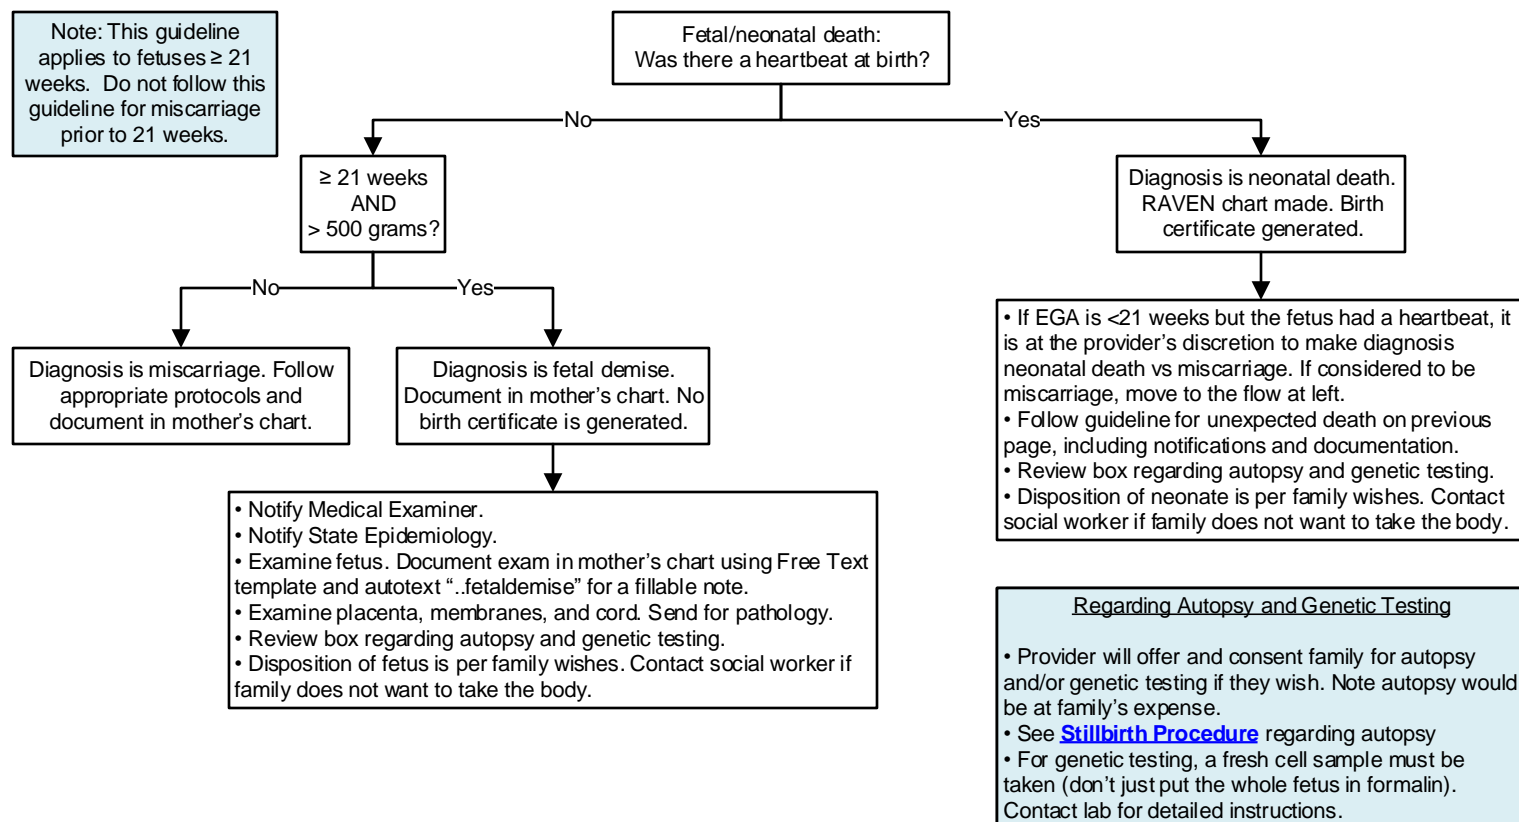 Note: This guideline
applies to fetuses ≥ 21
weeks. Do not follow this
guideline for miscarriage
prior to 21 weeks.
Fetal/neonatal death:
Was there a heartbeat at birth?
No
Yes
≥ 21 weeks
AND
> 500 grams?
Diagnosis is neonatal death.
RAVEN chart made. Birth
certificate generated.
No
Yes
Diagnosis is miscarriage. Follow
appropriate protocols and
document in mother's chart.
Diagnosis is fetal demise.
Document in mother's chart. No
birth certificate is generated.
• If EGA is <21 weeks but the fetus had a heartbeat, it
is at the provider's discretion to make diagnosis
neonatal death vs miscarriage. If considered to be
miscarriage, move to the flow at left.
• Follow guideline for unexpected death on previous
page, including notifications and documentation.
• Review box regarding autopsy and genetic testing.
• Disposition of neonate is per family wishes. Contact
social worker if family does not want to take the body.
• Notify Medical Examiner.
• Notify State Epidemiology.
• Examine fetus. Document exam in mother's chart using Free Text
template and autotext “..fetaldemise” for a fillable note.
• Examine placenta, membranes, and cord. Send for pathology.
• Review box regarding autopsy and genetic testing.
• Disposition of fetus is per family wishes. Contact social worker if
family does not want to take the body.
Regarding Autopsy and Genetic Testing
• Provider will offer and consent family for autopsy
and/or genetic testing if they wish. Note autopsy would
be at family's expense.
• See Stillbirth Procedure regarding autopsy
• For genetic testing, a fresh cell sample must be
taken (don't just put the whole fetus in formalin).
Contact lab for detailed instructions.